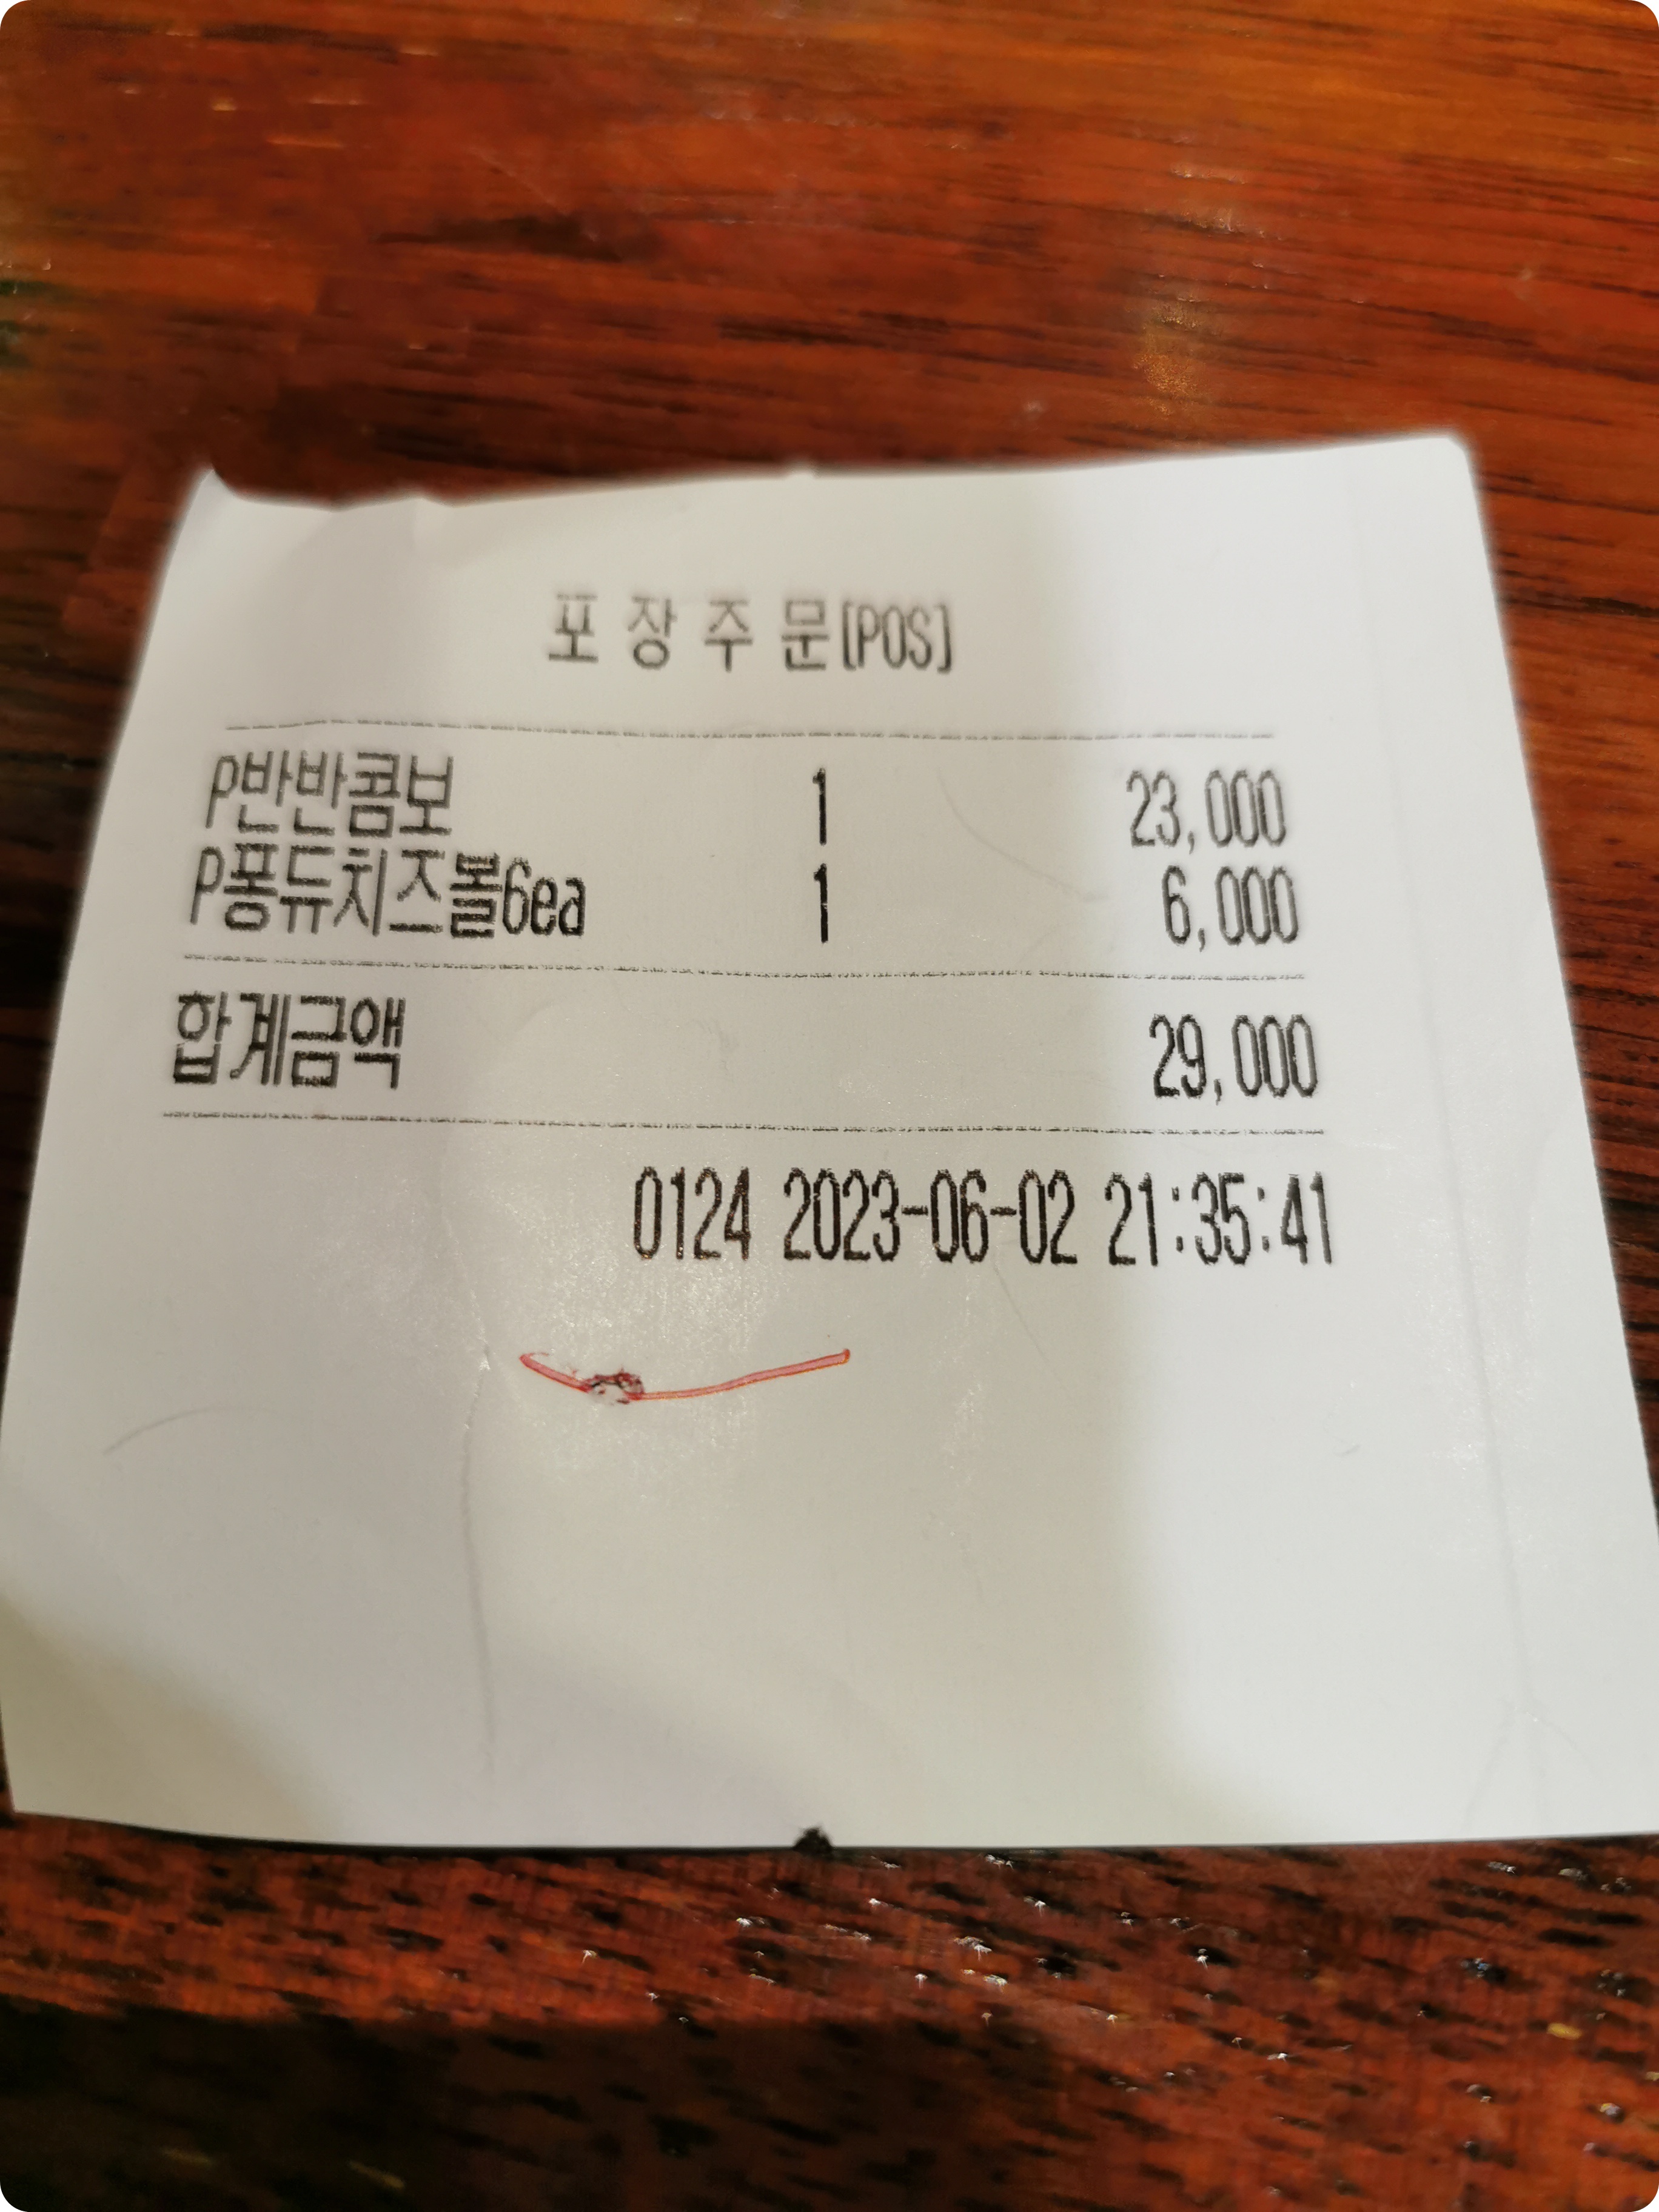 포 장 주 문[POS]
P반반콤보 1 23,000
P퐁듀치즈볼6ea 1 6,000
합계금액 29,000
0124 2023-06-02 21:35:41